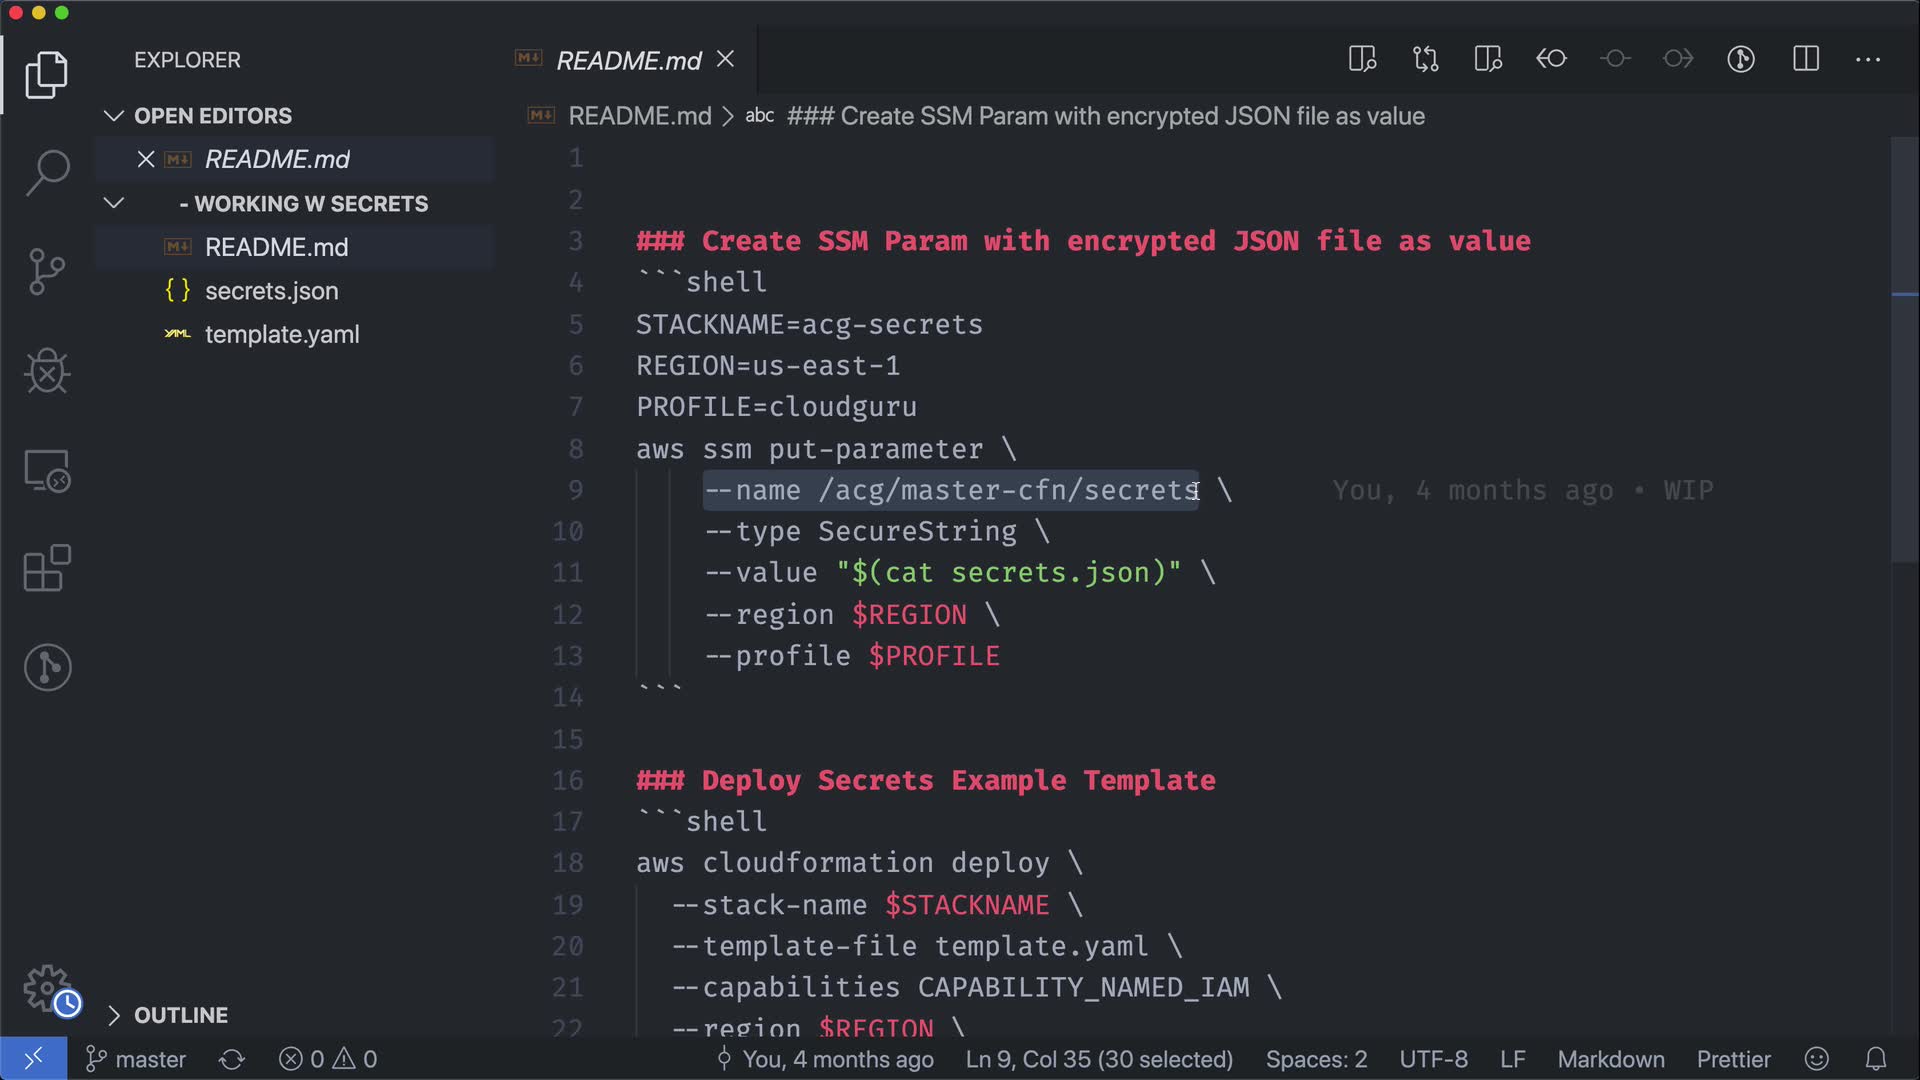 EXPLORER
OPEN EDITORS
README.md
- WORKING W SECRETS
README.md
secrets.json
template.yaml
OUTLINE
README.md
README.md > abc ### Create SSM Param with encrypted JSON file as value
1
2
3 ### Create SSM Param with encrypted JSON file as value
4 ```shell
5 STACKNAME=acg-secrets
6 REGION=us-east-1
7 PROFILE=cloudguru
8 aws ssm put-parameter \
9 --name /acg/master-cfn/secrets \ You, 4 months ago • WIP
10 --type SecureString \
11 --value "$(cat secrets.json)" \
12 --region $REGION \
13 --profile $PROFILE
14 ```
15
16 ### Deploy Secrets Example Template
17 ```shell
18 aws cloudformation deploy \
19 --stack-name $STACKNAME \
20 --template-file template.yaml \
21 --capabilities CAPABILITY_NAMED_IAM \
22 --region $REGION \
master 0 0 You, 4 months ago Ln 9, Col 35 (30 selected) Spaces: 2 UTF-8 LF Markdown Prettier